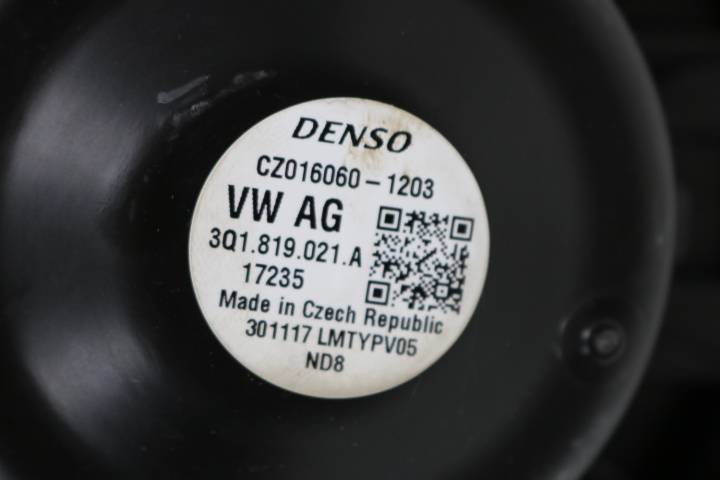 DENSO
CZ016060-1203
VW AG
3Q1.819.021.A
17235
Made in Czech Republic
301117 LMTYPV05
ND8